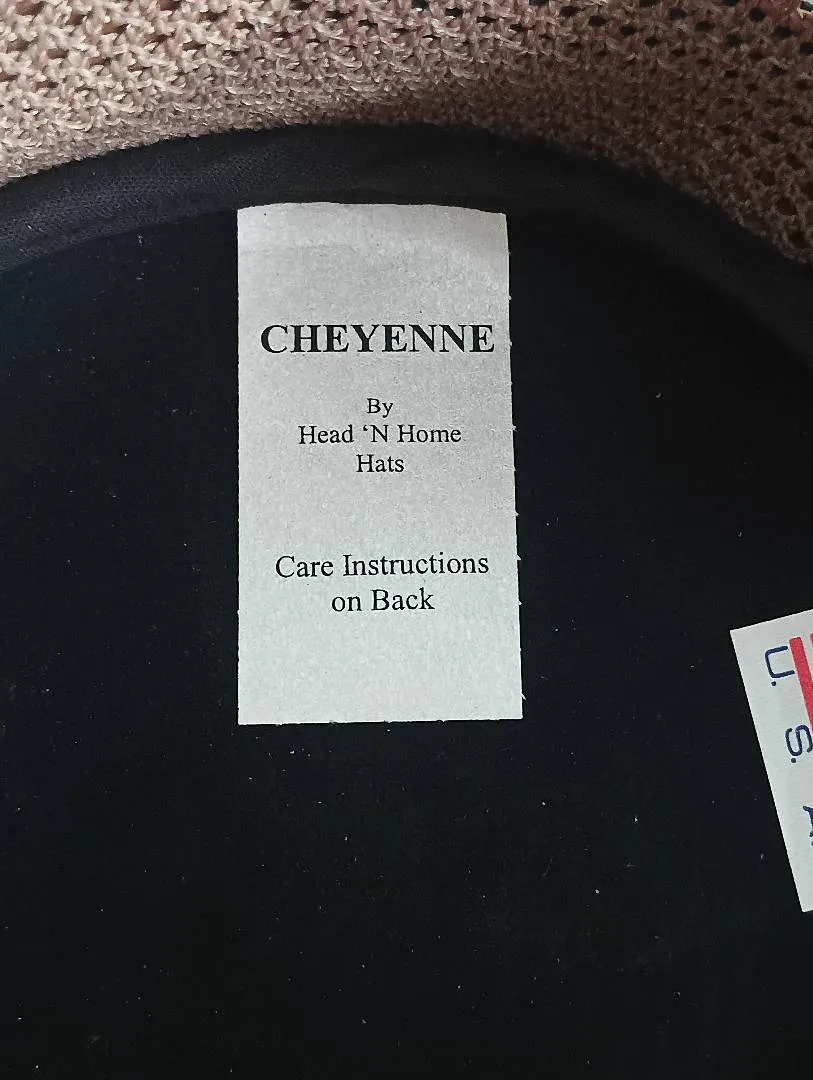 CHEYENNE
By
Head ‘N Home
Hats
Care Instructions
on Back
U.
S.
A.